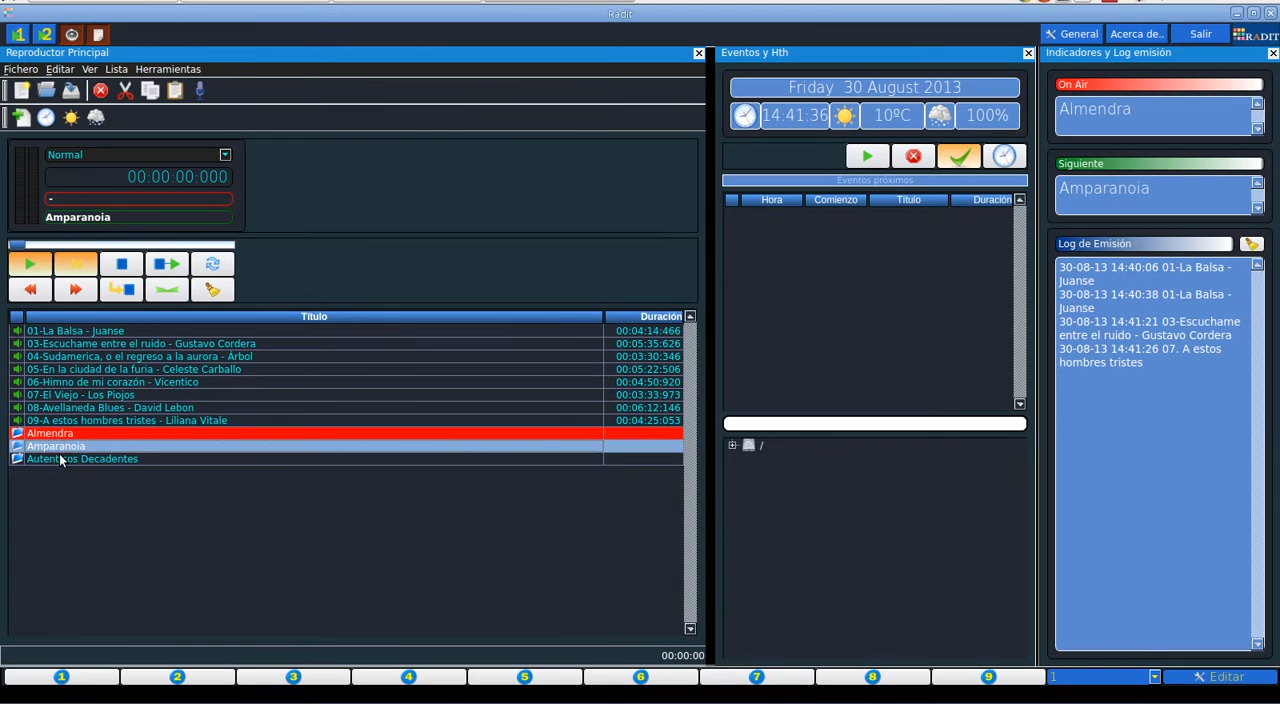 Radit
1
2
General
Acerca de..
Salir
RADIT
Reproductor Principal
Fichero Editar Ver Lista Herramientas
Normal
00:00:00:000
-
Amparanoia
Título Duración
01-La Balsa - Juanse 00:04:14:466
03-Escuchame entre el ruido - Gustavo Cordera 00:05:35:626
04-Sudamerica, o el regreso a la aurora - Árbol 00:03:30:346
05-En la ciudad de la furia - Celeste Carballo 00:05:22:506
06-Himno de mi corazón - Vicentico 00:04:50:920
07-El Viejo - Los Piojos 00:03:33:973
08-Avellaneda Blues - David Lebon 00:06:12:146
09-A estos hombres tristes - Liliana Vitale 00:04:25:053
Almendra
Amparanoia
Autenticos Decadentes
00:00:00
Eventos y Hth
Friday 30 August 2013
14:41:36 10ºC 100%
Eventos próximos
Hora Comienzo Título Duración
/
Indicadores y Log emisión
On Air
Almendra
Siguiente
Amparanoia
Log de Emisión
30-08-13 14:40:06 01-La Balsa -
Juanse
30-08-13 14:40:38 01-La Balsa -
Juanse
30-08-13 14:41:21 03-Escuchame
entre el ruido - Gustavo Cordera
30-08-13 14:41:26 07. A estos
hombres tristes
1 2 3 4 5 6 7 8 9
1
Editar